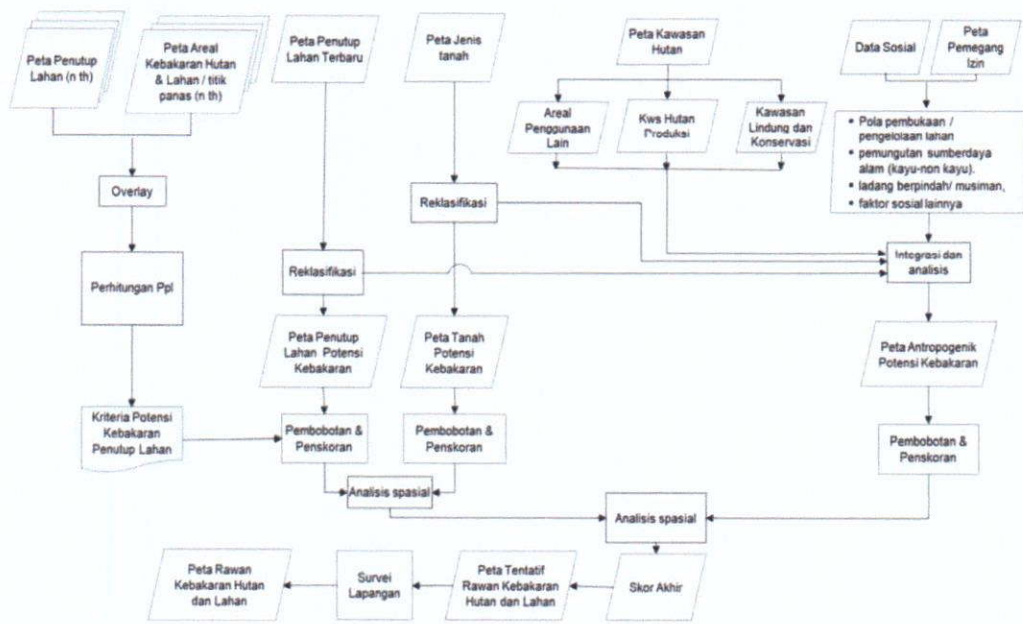 Peta Penutup
Lahan (n th)
Peta Areal
Kebakaran Hutan
& Lahan / titik
panas (n th)
Peta Penutup
Lahan Terbaru
Peta Jenis
tanah
Peta Kawasan
Hutan
Data Sosial
Peta
Pemegang
Izin
Areal
Penggunaan
Lain
Kws Hutan
Produksi
Kawasan
Lindung dan
Konservasi
• Pola pembukaan /
pengelolaan lahan
• pemungutan sumberdaya
alam (kayu-non kayu).
• ladang berpindah/ musiman,
• faktor sosial lainnya
Overlay
Reklasifikasi
Reklasifikasi
Integrasi dan
analisis
Perhitungan Ppl
Peta Penutup
Lahan Potensi
Kebakaran
Peta Tanah
Potensi
Kebakaran
Peta Antropogenik
Potensi Kebakaran
Kriteria Potensi
Kebakaran
Penutup Lahan
Pembobotan &
Penskoran
Pembobotan &
Penskoran
Pembobotan &
Penskoran
Analisis spasial
Analisis spasial
Peta Rawan
Kebakaran Hutan
dan Lahan
Survei
Lapangan
Peta Tentatif
Rawan Kebakaran
Hutan dan Lahan
Skor Akhir